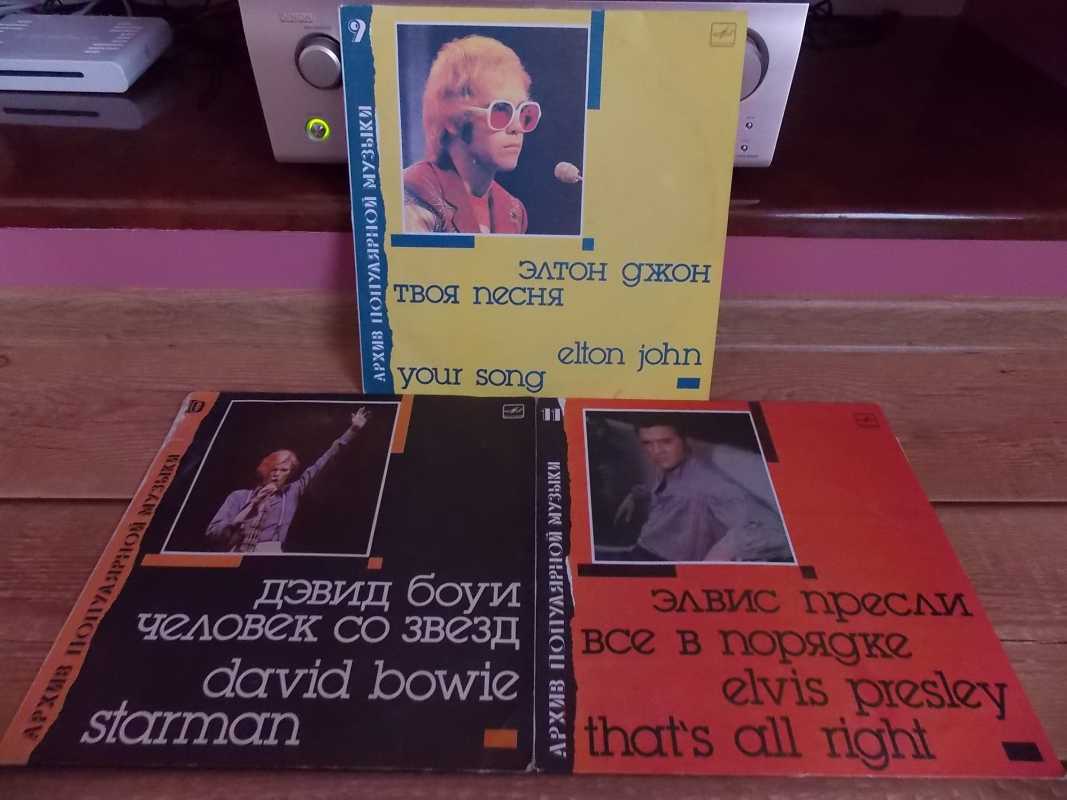 DENON
9
АРХИВ ПОПУЛЯРНОЙ МУЗЫКИ
элтон джон
твоя песня
elton john
your song
10
АРХИВ ПОПУЛЯРНОЙ МУЗЫКИ
дэвид боуи
человек со звезд
david bowie
starman
11
АРХИВ ПОПУЛЯРНОЙ МУЗЫКИ
элвис пресли
все в порядке
elvis presley
that's all right